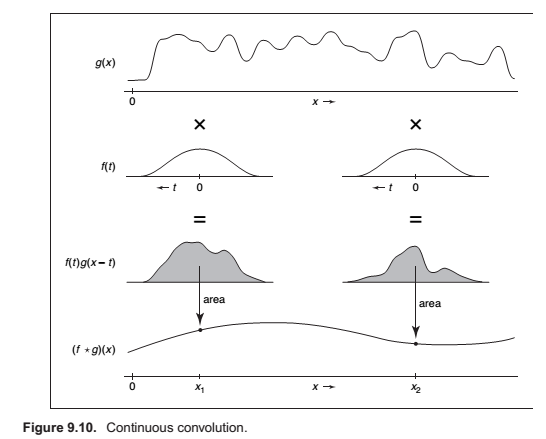 g(x)
0 x →
× ×
f(t)
← t 0 ← t 0
= =
f(t)g(x – t)
area area
(f ⋆ g)(x)
0 x₁ x → x₂
Figure 9.10. Continuous convolution.